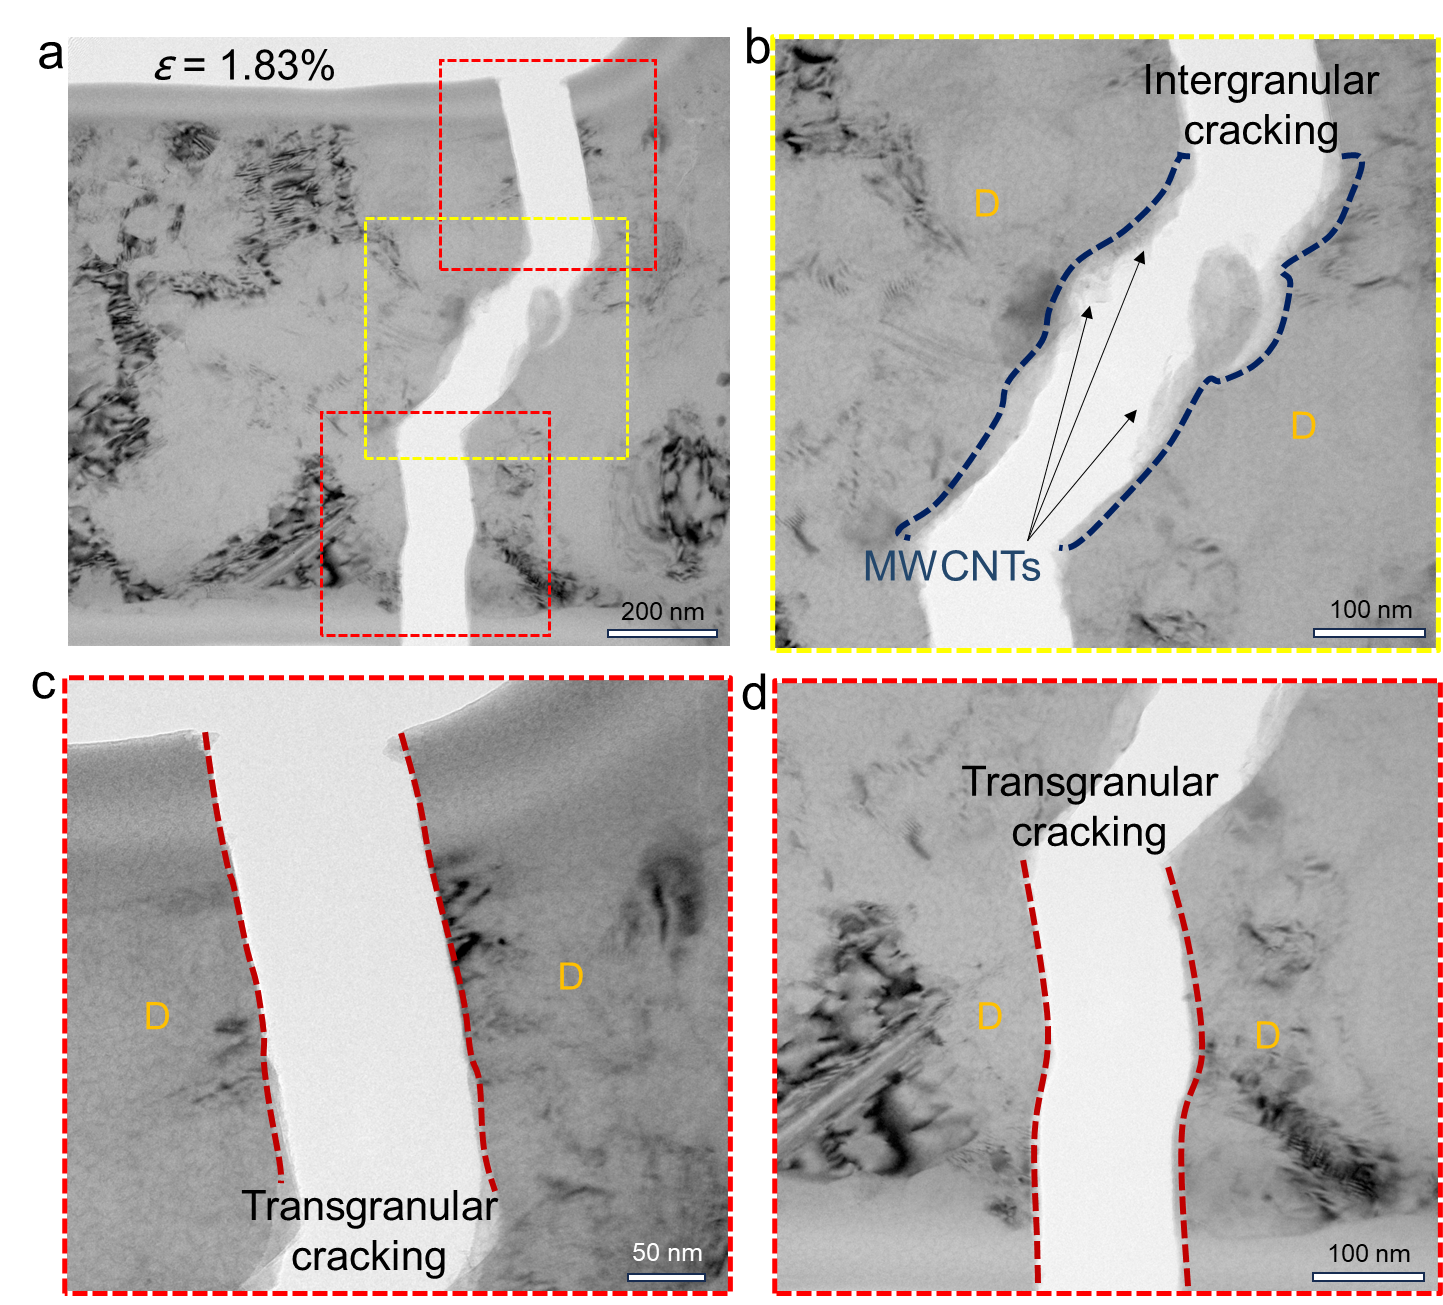 a
ε = 1.83%
200 nm
b
Intergranular
cracking
D
D
MWCNTs
100 nm
c
D
D
Transgranular
cracking
50 nm
d
Transgranular
cracking
D
D
100 nm